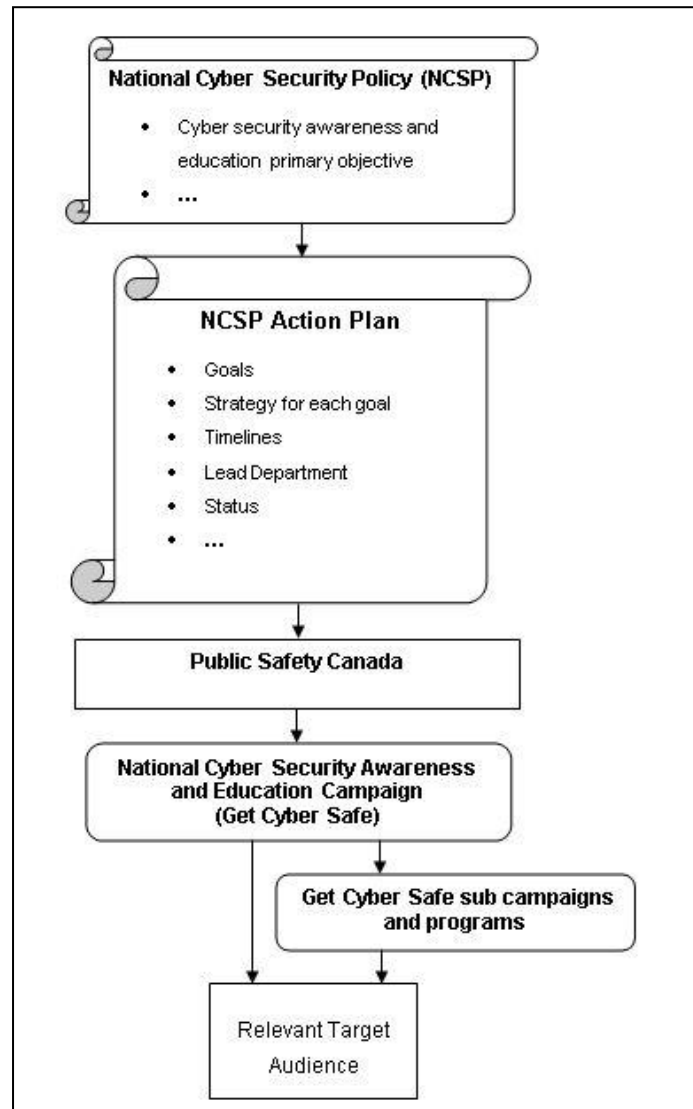 National Cyber Security Policy (NCSP)
• Cyber security awareness and
education primary objective
• ...
NCSP Action Plan
• Goals
• Strategy for each goal
• Timelines
• Lead Department
• Status
• ...
Public Safety Canada
National Cyber Security Awareness
and Education Campaign
(Get Cyber Safe)
Get Cyber Safe sub campaigns
and programs
Relevant Target
Audience